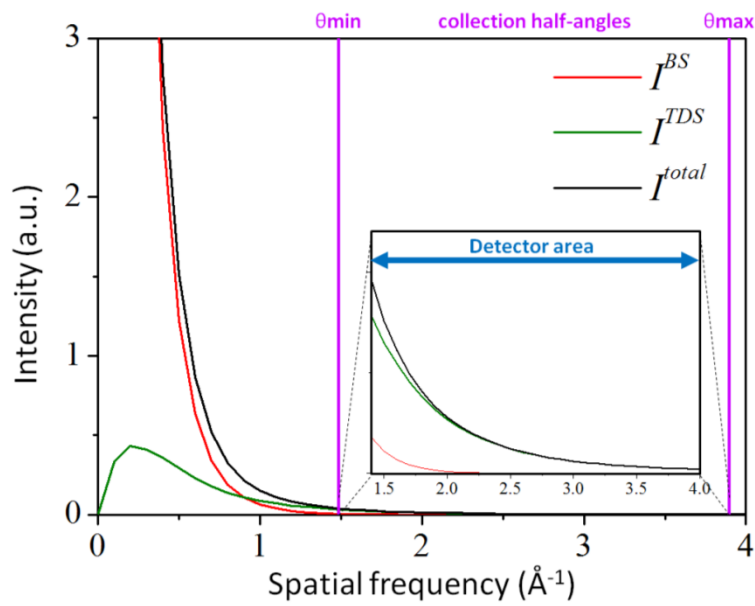 θmin collection half-angles θmax
3
2
1
0
Intensity (a.u.)
I^BS
I^TDS
I^total
Detector area
1.5 2.0 2.5 3.0 3.5 4.0
0 1 2 3 4
Spatial frequency (Å⁻¹)